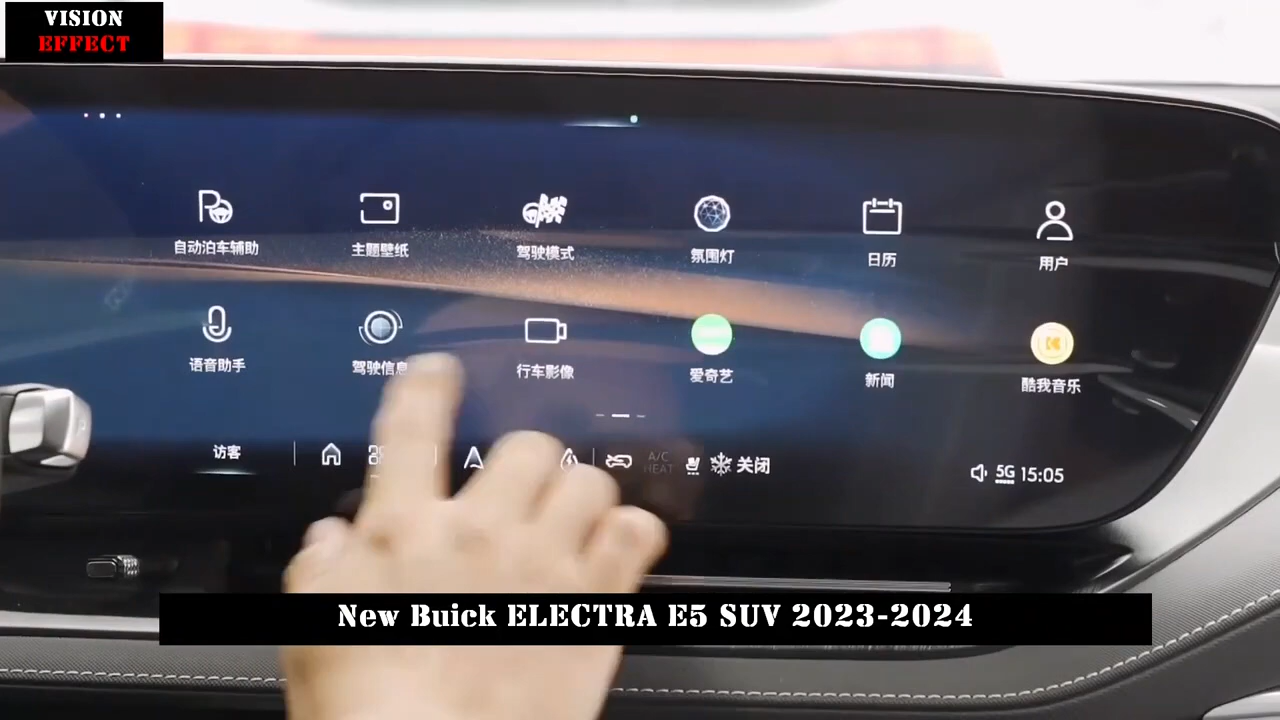 VISION
EFFECT
自动泊车辅助
主题壁纸
驾驶模式
氛围灯
日历
用户
语音助手
驾驶信息
行车影像
爱奇艺
新闻
酷我音乐
访客
A/C
HEAT
关闭
5G 15:05
New Buick ELECTRA E5 SUV 2023-2024